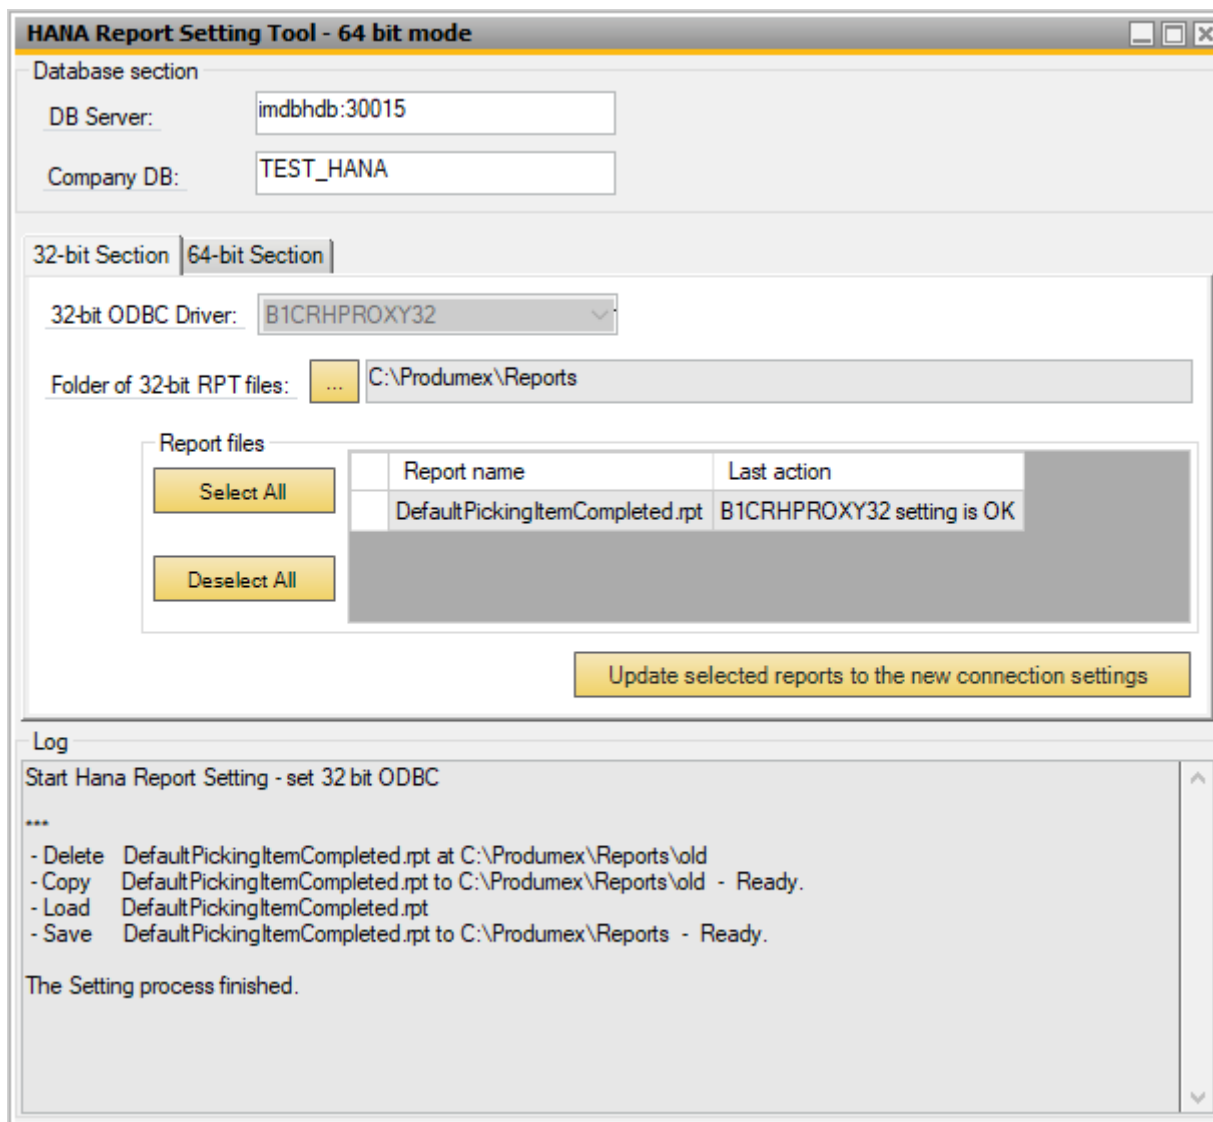 HANA Report Setting Tool - 64 bit mode
Database section
DB Server: imdbhdb:30015
Company DB: TEST_HANA
32-bit Section 64-bit Section
32-bit ODBC Driver: B1CRHPROXY32
Folder of 32-bit RPT files: ... C:\Produmex\Reports
Report files
Select All
Deselect All
Report name Last action
DefaultPickingItemCompleted.rpt B1CRHPROXY32 setting is OK
Update selected reports to the new connection settings
Log
Start Hana Report Setting - set 32 bit ODBC
***
- Delete DefaultPickingItemCompleted.rpt at C:\Produmex\Reports\old
- Copy DefaultPickingItemCompleted.rpt to C:\Produmex\Reports\old - Ready.
- Load DefaultPickingItemCompleted.rpt
- Save DefaultPickingItemCompleted.rpt to C:\Produmex\Reports - Ready.
The Setting process finished.